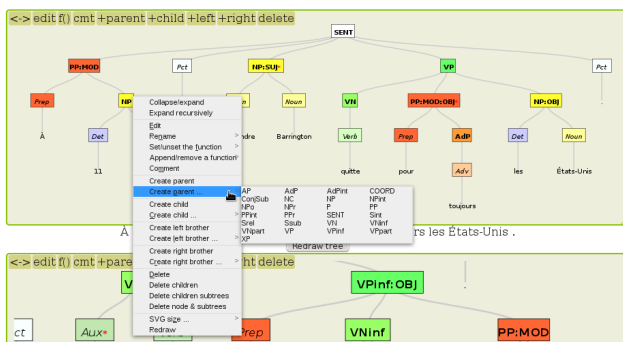 <-> edit f() cmt +parent +child +left +right delete
SENT
PP:MOD
Pct
NP:SUJ
VP
Pct
Prep
NP
Noun
VN
PP:MOD:OBJ
NP:OBJ
.
À
Det
ndre
Barrington
Verb
Prep
AdP
Det
Noun
11
quitte
pour
Adv
les
États-Unis
toujours
Collapse/expand
Expand recursively
Edit
Rename >
Set/unset the function >
Append/remove a function >
Comment
Create parent
Create parent ...
Create child
Create child ... >
Create left brother
Create left brother ... >
Create right brother
Create right brother ... >
Delete
Delete children
Delete children subtrees
Delete node & subtrees
SVG size ... >
Redraw
AP AdP AdPint COORD
ConjSub NC NP NPint
NPo NPr P PP
PPint PPr SENT Sint
Srel Ssub VN VNinf
VNpart VP VPinf VPpart
XP
À
rs les États-Unis .
Redraw tree
<-> edit f() cmt +pare
ht delete
V
VPinf:OBJ
.
ct
Aux*
Prep
VNinf
PP:MOD